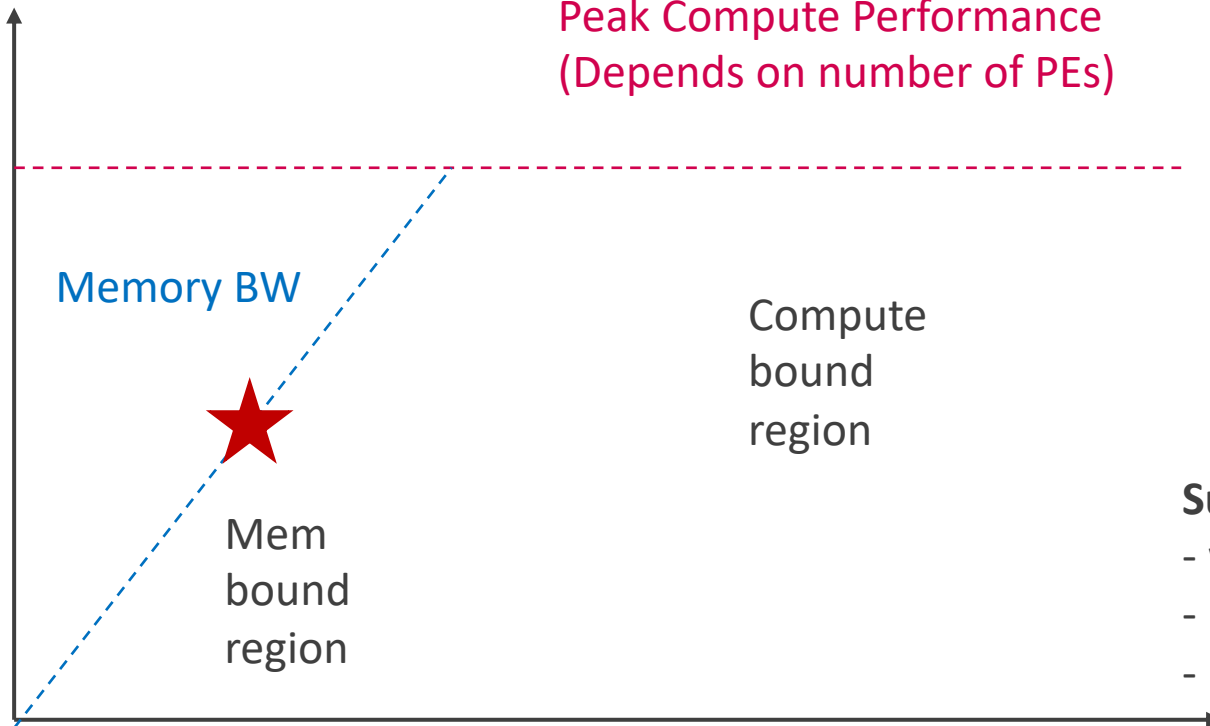 Peak Compute Performance
(Depends on number of PEs)
Memory BW
Compute
bound
region
Mem
bound
region
-
-
-